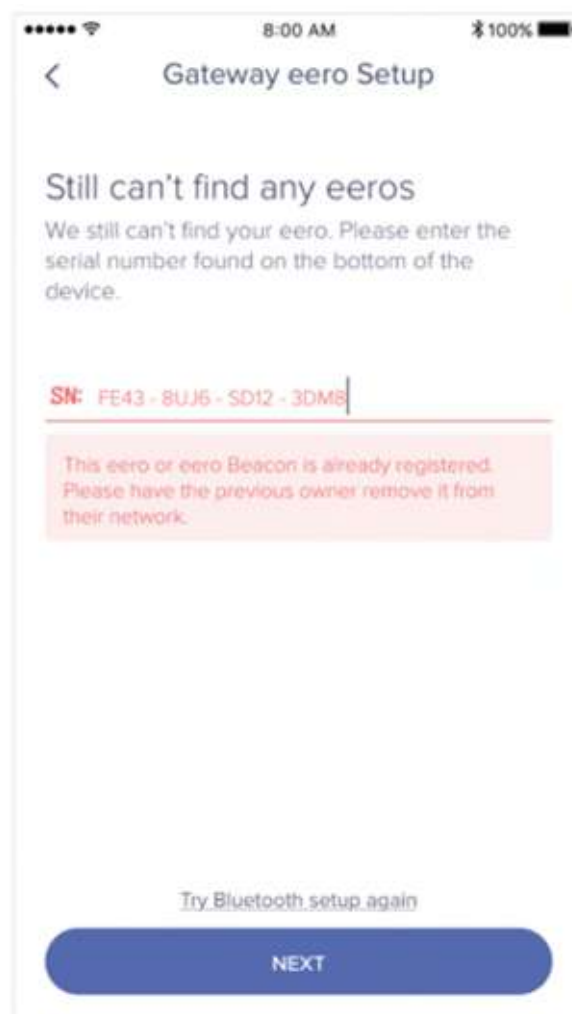 8:00 AM
100%
Gateway eero Setup
Still can't find any eeros
We still can't find your eero. Please enter the
serial number found on the bottom of the
device.
SN: FE43 - 8UJ6 - SD12 - 3DM8
This eero or eero Beacon is already registered.
Please have the previous owner remove it from
their network.
Try Bluetooth setup again
NEXT